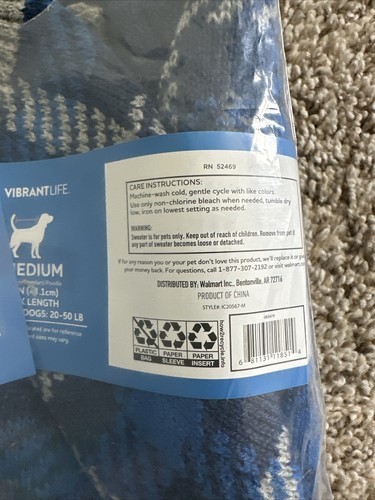 RN 52469
CARE INSTRUCTIONS:
Machine-wash cold, gentle cycle with like colors.
Use only non-chlorine bleach when needed, tumble dry
low, iron on lowest setting as needed.
WARNING:
Sweater is for pets only. Keep out of reach of children. Remove from pet if
any part of sweater becomes loose or detached.
If for any reason you or your pet don't love this product, we'll replace it or give
your money back. For questions, call 1-877-307-2192 or visit walmart.com
DISTRIBUTED BY: Walmart Inc., Bentonville, AR 72716
PRODUCT OF CHINA
STYLE#: IC20567-M
how2recycle.info
PLASTIC BAG
PAPER SLEEVE
PAPER INSERT
VIBRANTLIFE.
MEDIUM
LENGTH
DOGS: 20-50 LB